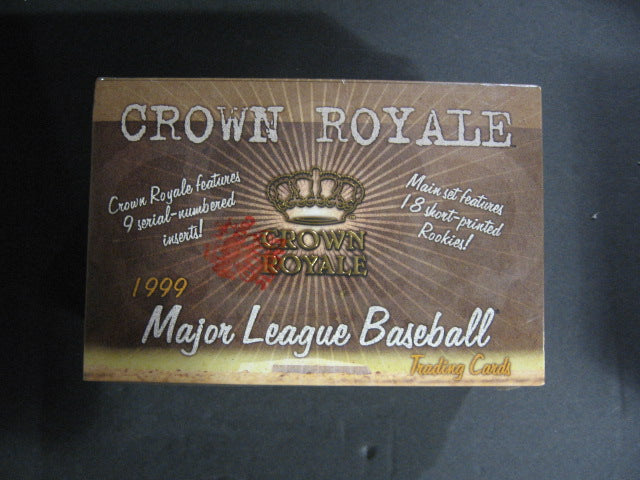 CROWN ROYALE
Crown Royale features
9 serial-numbered
inserts!
Main set features
18 short-printed
Rookies!
CROWN
ROYALE
1999
Major League Baseball
Trading Cards